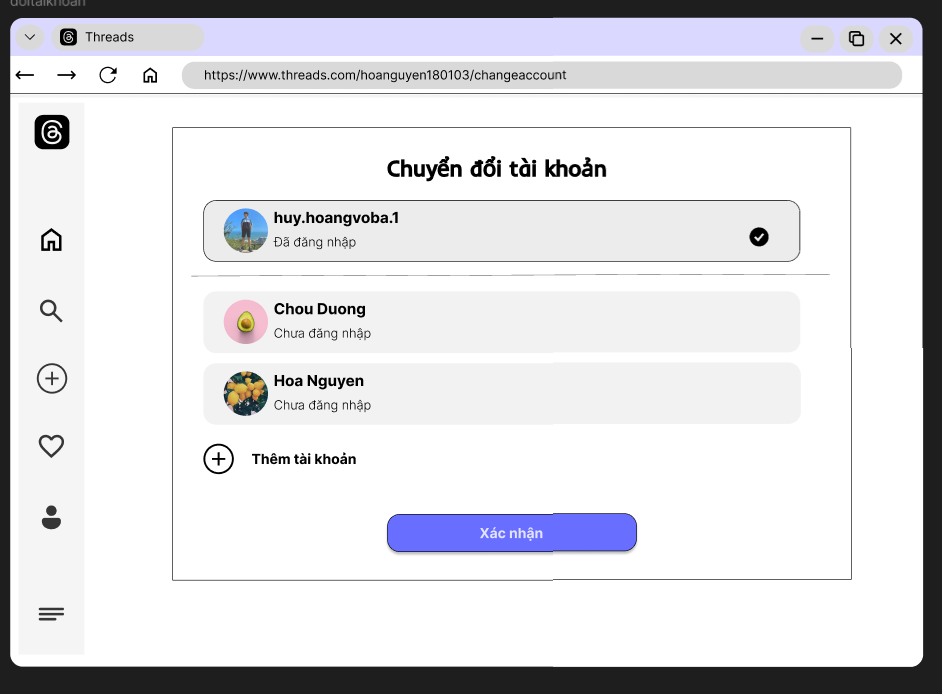 doitaikhoan
Threads
https://www.threads.com/hoanguyen180103/changeaccount
Chuyển đổi tài khoản
huy.hoangvoba.1
Đã đăng nhập
Chou Duong
Chưa đăng nhập
Hoa Nguyen
Chưa đăng nhập
Thêm tài khoản
Xác nhận